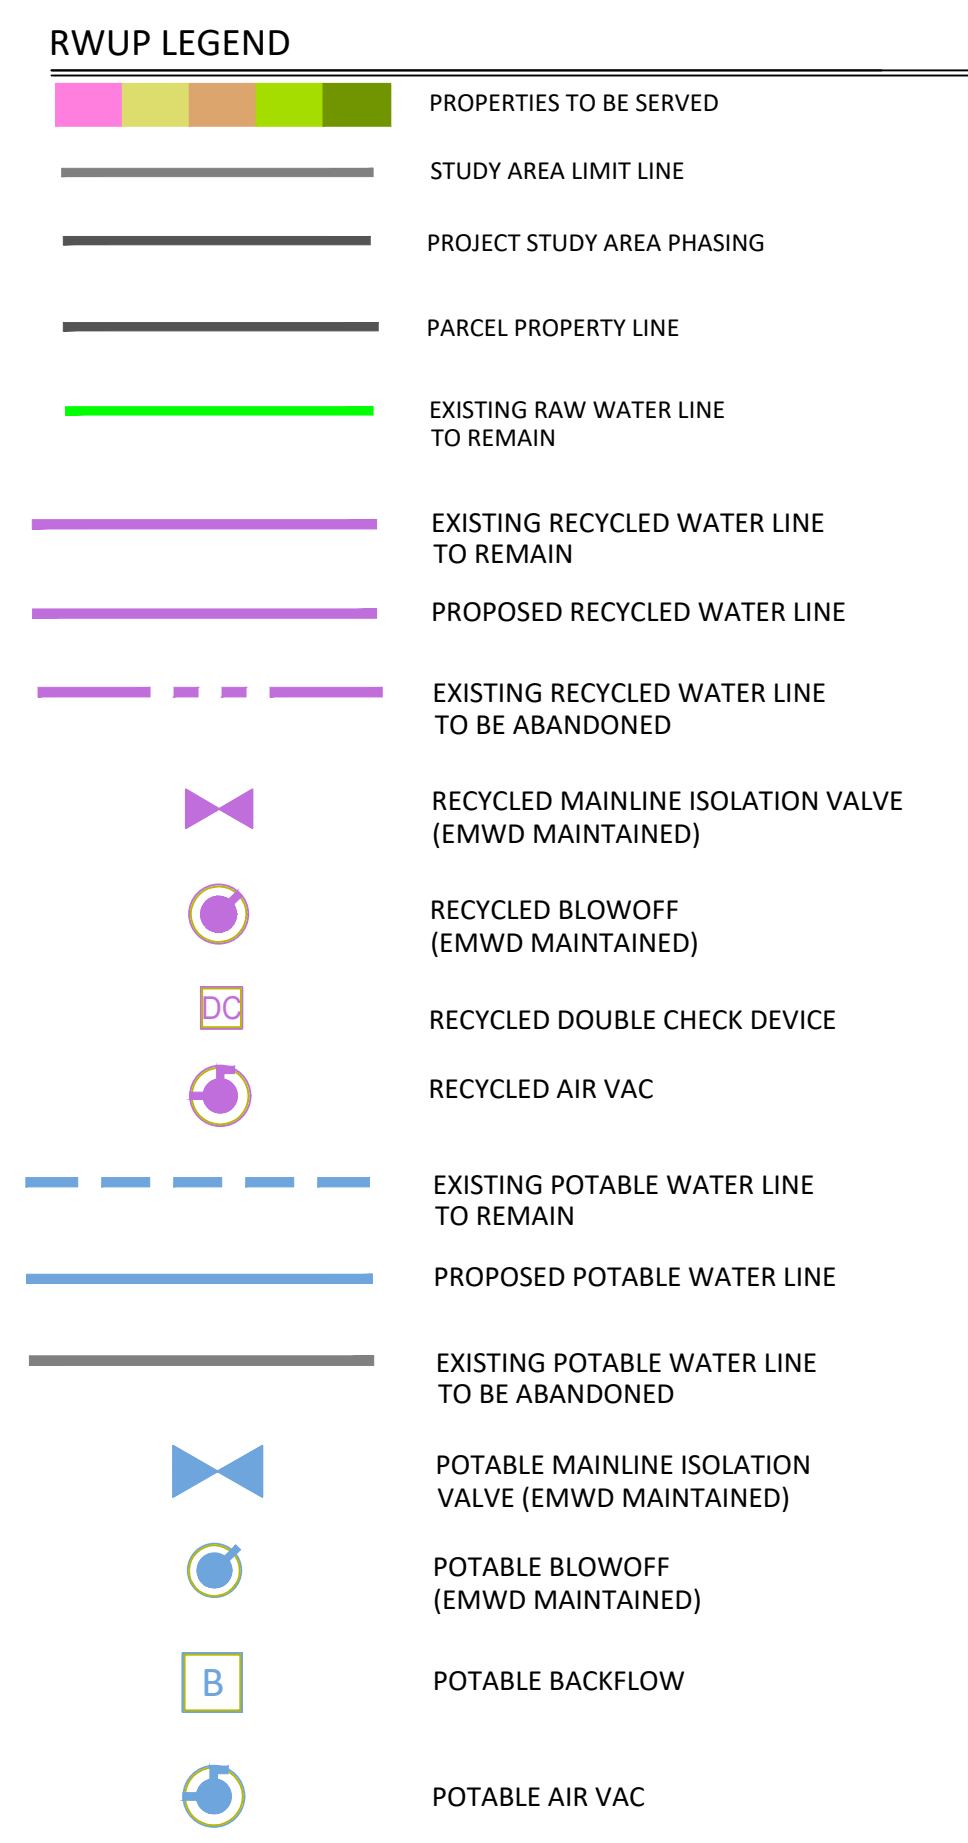 RWUP LEGEND
PROPERTIES TO BE SERVED
STUDY AREA LIMIT LINE
PROJECT STUDY AREA PHASING
PARCEL PROPERTY LINE
EXISTING RAW WATER LINE
TO REMAIN
EXISTING RECYCLED WATER LINE
TO REMAIN
PROPOSED RECYCLED WATER LINE
EXISTING RECYCLED WATER LINE
TO BE ABANDONED
RECYCLED MAINLINE ISOLATION VALVE
(EMWD MAINTAINED)
RECYCLED BLOWOFF
(EMWD MAINTAINED)
DC
RECYCLED DOUBLE CHECK DEVICE
RECYCLED AIR VAC
EXISTING POTABLE WATER LINE
TO REMAIN
PROPOSED POTABLE WATER LINE
EXISTING POTABLE WATER LINE
TO BE ABANDONED
POTABLE MAINLINE ISOLATION
VALVE (EMWD MAINTAINED)
POTABLE BLOWOFF
(EMWD MAINTAINED)
B
POTABLE BACKFLOW
POTABLE AIR VAC